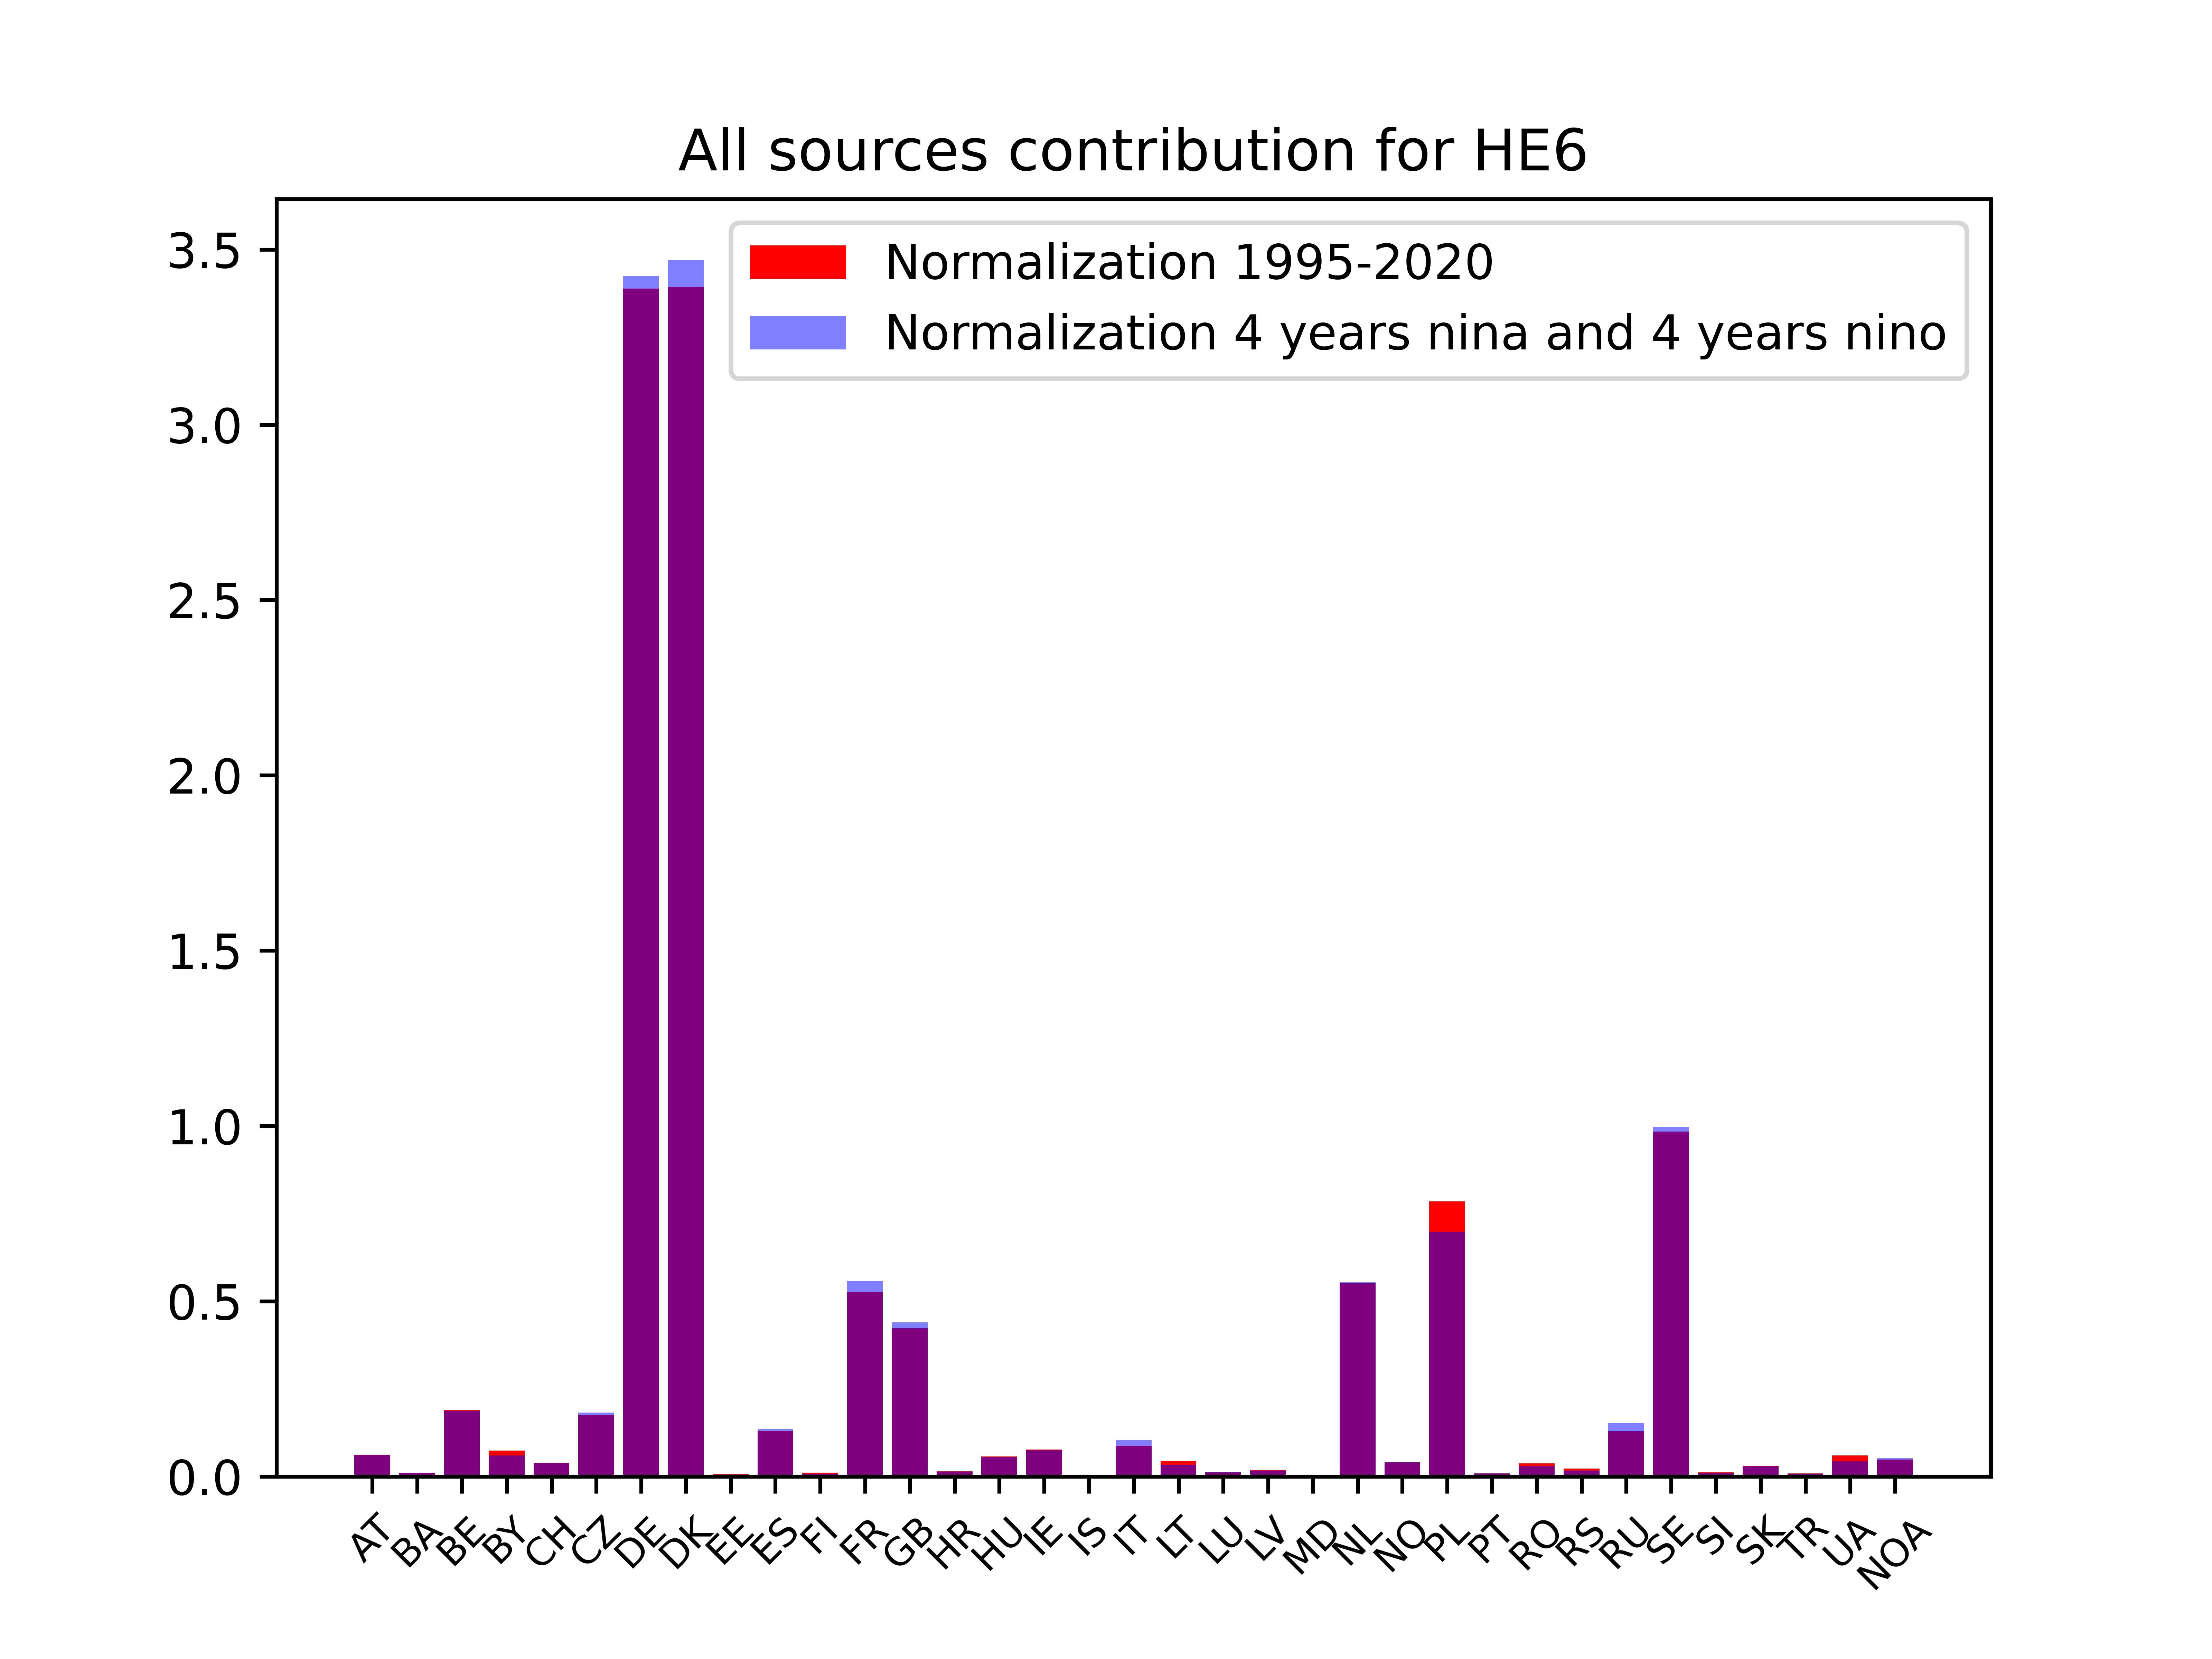 All sources contribution for HE6
Normalization 1995-2020
Normalization 4 years nina and 4 years nino
3.5
3.0
2.5
2.0
1.5
1.0
0.5
0.0
AT BA BE BY CH CZ DE DK EE ES FI FR GB HR HU IE IS IT LT LU LV MD NL NO PL PT RO RS RU SE SI SK TR UA NOA